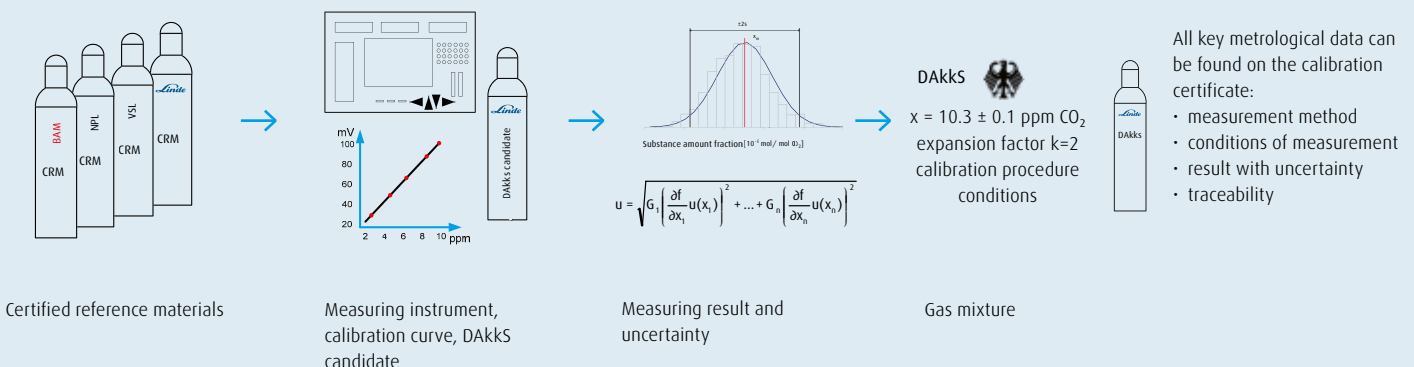 BAM
CRM
NPL
CRM
VSL
CRM
Linde
CRM
mV
100
80
60
40
20
2 4 6 8 10 ppm
Linde
DAkks candidate
±2s
x
Substance amount fraction [10⁻² mol / mol
u = √G₁(∂f/∂x₁ u(x₁))² + ... + Gₙ(∂f/∂xₙ u(xₙ))²
DAkkS
x = 10.3 ± 0.1 ppm CO₂
expansion factor k=2
calibration procedure
conditions
Linde
DAkks
All key metrological data can
be found on the calibration
certificate:
· measurement method
· conditions of measurement
· result with uncertainty
· traceability
Certified reference materials
Measuring instrument,
calibration curve, DAkkS
candidate
Measuring result and
uncertainty
Gas mixture